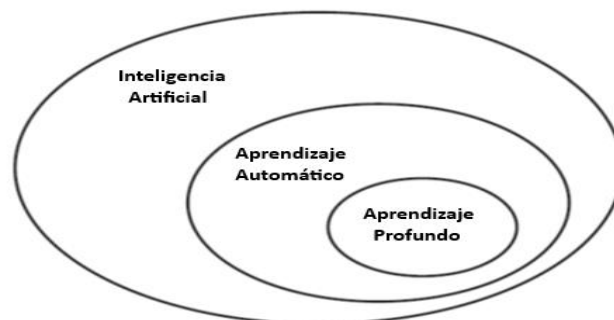 Inteligencia
Artificial
Aprendizaje
Automático
Aprendizaje
Profundo